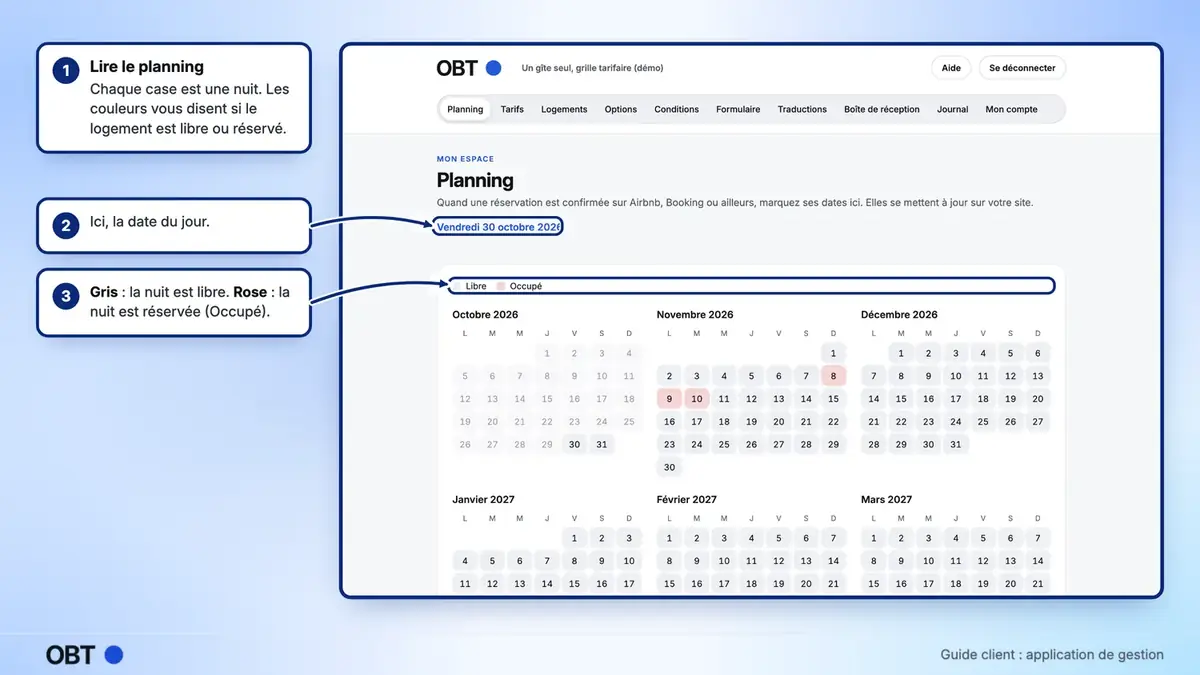 1
Lire le planning
Chaque case est une nuit. Les
couleurs vous disent si le
logement est libre ou réservé.
2
Ici, la date du jour.
3
Gris : la nuit est libre. Rose : la
nuit est réservée (Occupé).
OBT
Un gîte seul, grille tarifaire (démo)
Aide
Se déconnecter
Planning Tarifs Logements Options Conditions Formulaire Traductions Boîte de réception Journal Mon compte
MON ESPACE
Planning
Quand une réservation est confirmée sur Airbnb, Booking ou ailleurs, marquez ses dates ici. Elles se mettent à jour sur votre site.
Vendredi 30 octobre 2026
Libre Occupé
Octobre 2026
L M M J V S D
1 2 3 4
5 6 7 8 9 10 11
12 13 14 15 16 17 18
19 20 21 22 23 24 25
26 27 28 29 30 31
Novembre 2026
L M M J V S D
1
2 3 4 5 6 7 8
9 10 11 12 13 14 15
16 17 18 19 20 21 22
23 24 25 26 27 28 29
30
Décembre 2026
L M M J V S D
1 2 3 4 5 6
7 8 9 10 11 12 13
14 15 16 17 18 19 20
21 22 23 24 25 26 27
28 29 30 31
Janvier 2027
L M M J V S D
1 2 3
4 5 6 7 8 9 10
11 12 13 14 15 16 17
Février 2027
L M M J V S D
1 2 3 4 5 6 7
8 9 10 11 12 13 14
15 16 17 18 19 20 21
Mars 2027
L M M J V S D
1 2 3 4 5 6 7
8 9 10 11 12 13 14
15 16 17 18 19 20 21
OBT
Guide client : application de gestion